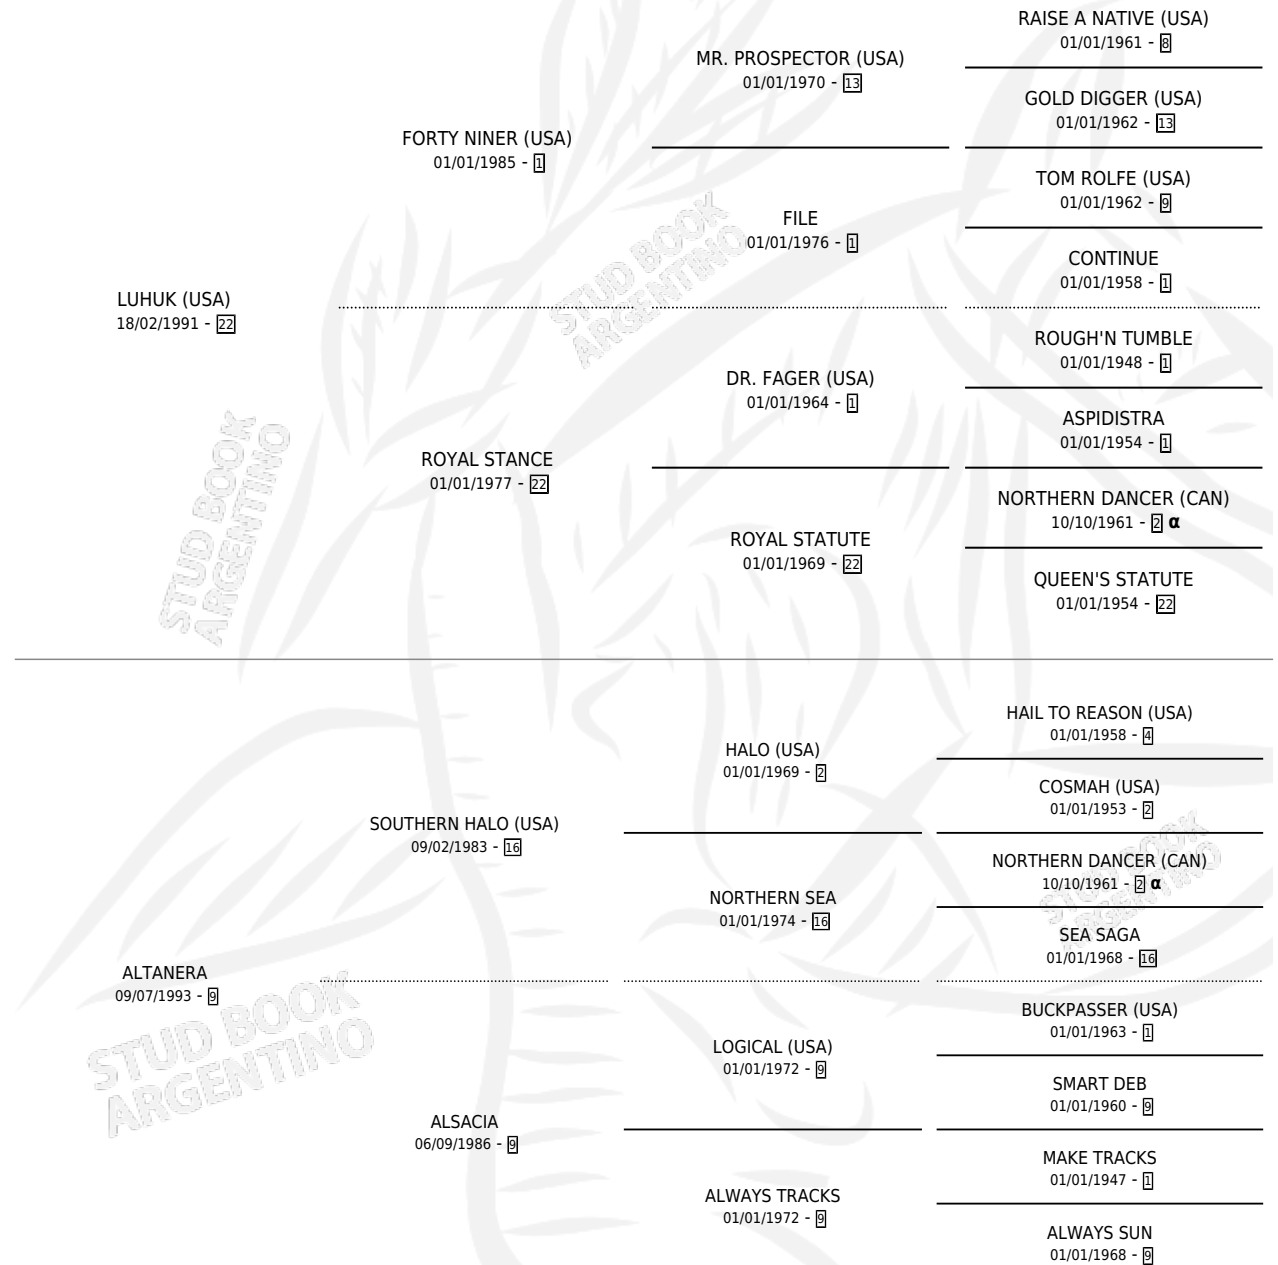 RAISE A NATIVE (USA)
01/01/1961 - 8
MR. PROSPECTOR (USA)
01/01/1970 - 13
GOLD DIGGER (USA)
01/01/1962 - 13
FORTY NINER (USA)
01/01/1985 - 1
TOM ROLFE (USA)
01/01/1962 - 9
FILE
01/01/1976 - 1
CONTINUE
01/01/1958 - 1
LUHUK (USA)
18/02/1991 - 22
STUD BOOK
ARGENTINO
ROUGH'N TUMBLE
01/01/1948 - 1
DR. FAGER (USA)
01/01/1964 - 1
ASPIDISTRA
01/01/1954 - 1
ROYAL STANCE
01/01/1977 - 22
STUD BOOK
ARGENTINO
NORTHERN DANCER (CAN)
10/10/1961 - 2 α
ROYAL STATUTE
01/01/1969 - 22
QUEEN'S STATUTE
01/01/1954 - 22
HAIL TO REASON (USA)
01/01/1958 - 4
HALO (USA)
01/01/1969 - 2
COSMAH (USA)
01/01/1953 - 2
SOUTHERN HALO (USA)
09/02/1983 - 16
STUD BOOK
ARGENTINO
NORTHERN DANCER (CAN)
10/10/1961 - 2 α
NORTHERN SEA
01/01/1974 - 16
SEA SAGA
01/01/1968 - 16
ALTANERA
09/07/1993 - 9
STUD BOOK
ARGENTINO
BUCKPASSER (USA)
01/01/1963 - 1
LOGICAL (USA)
01/01/1972 - 9
SMART DEB
01/01/1960 - 9
ALSACIA
06/09/1986 - 9
MAKE TRACKS
01/01/1947 - 1
ALWAYS TRACKS
01/01/1972 - 9
ALWAYS SUN
01/01/1968 - 9